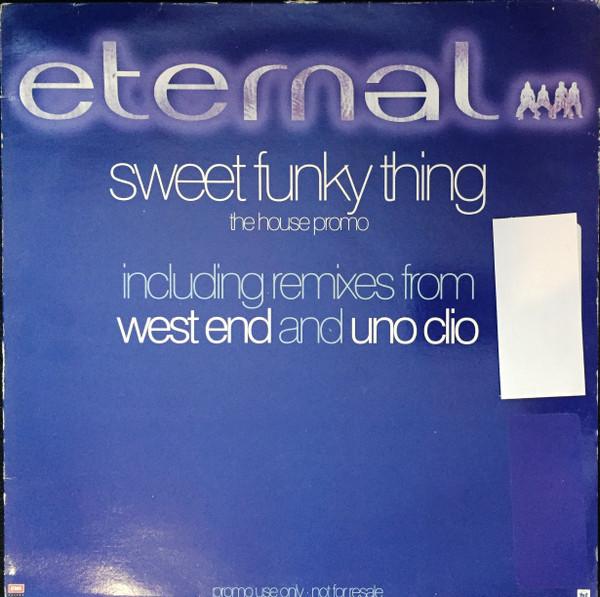 eternal
sweet funky thing
the house promo
including remixes from
west end and uno clio
promo use only · not for resale
EMI